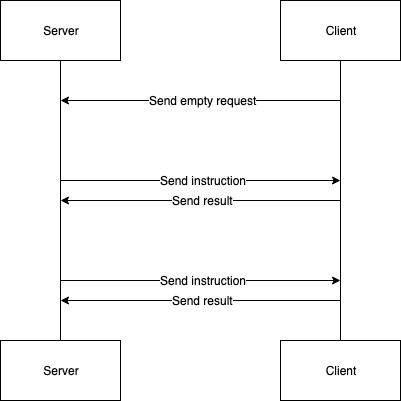 Server
Client
Send empty request
Send instruction
Send result
Send instruction
Send result
Server
Client